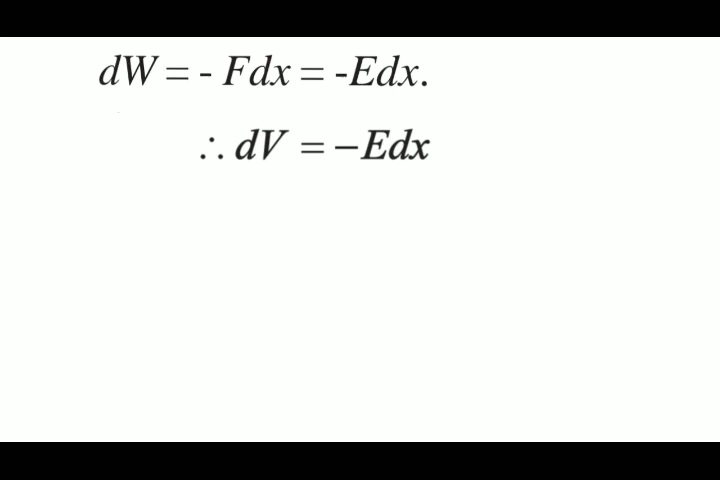 dW = - Fdx = -Edx.
∴ dV = −Edx